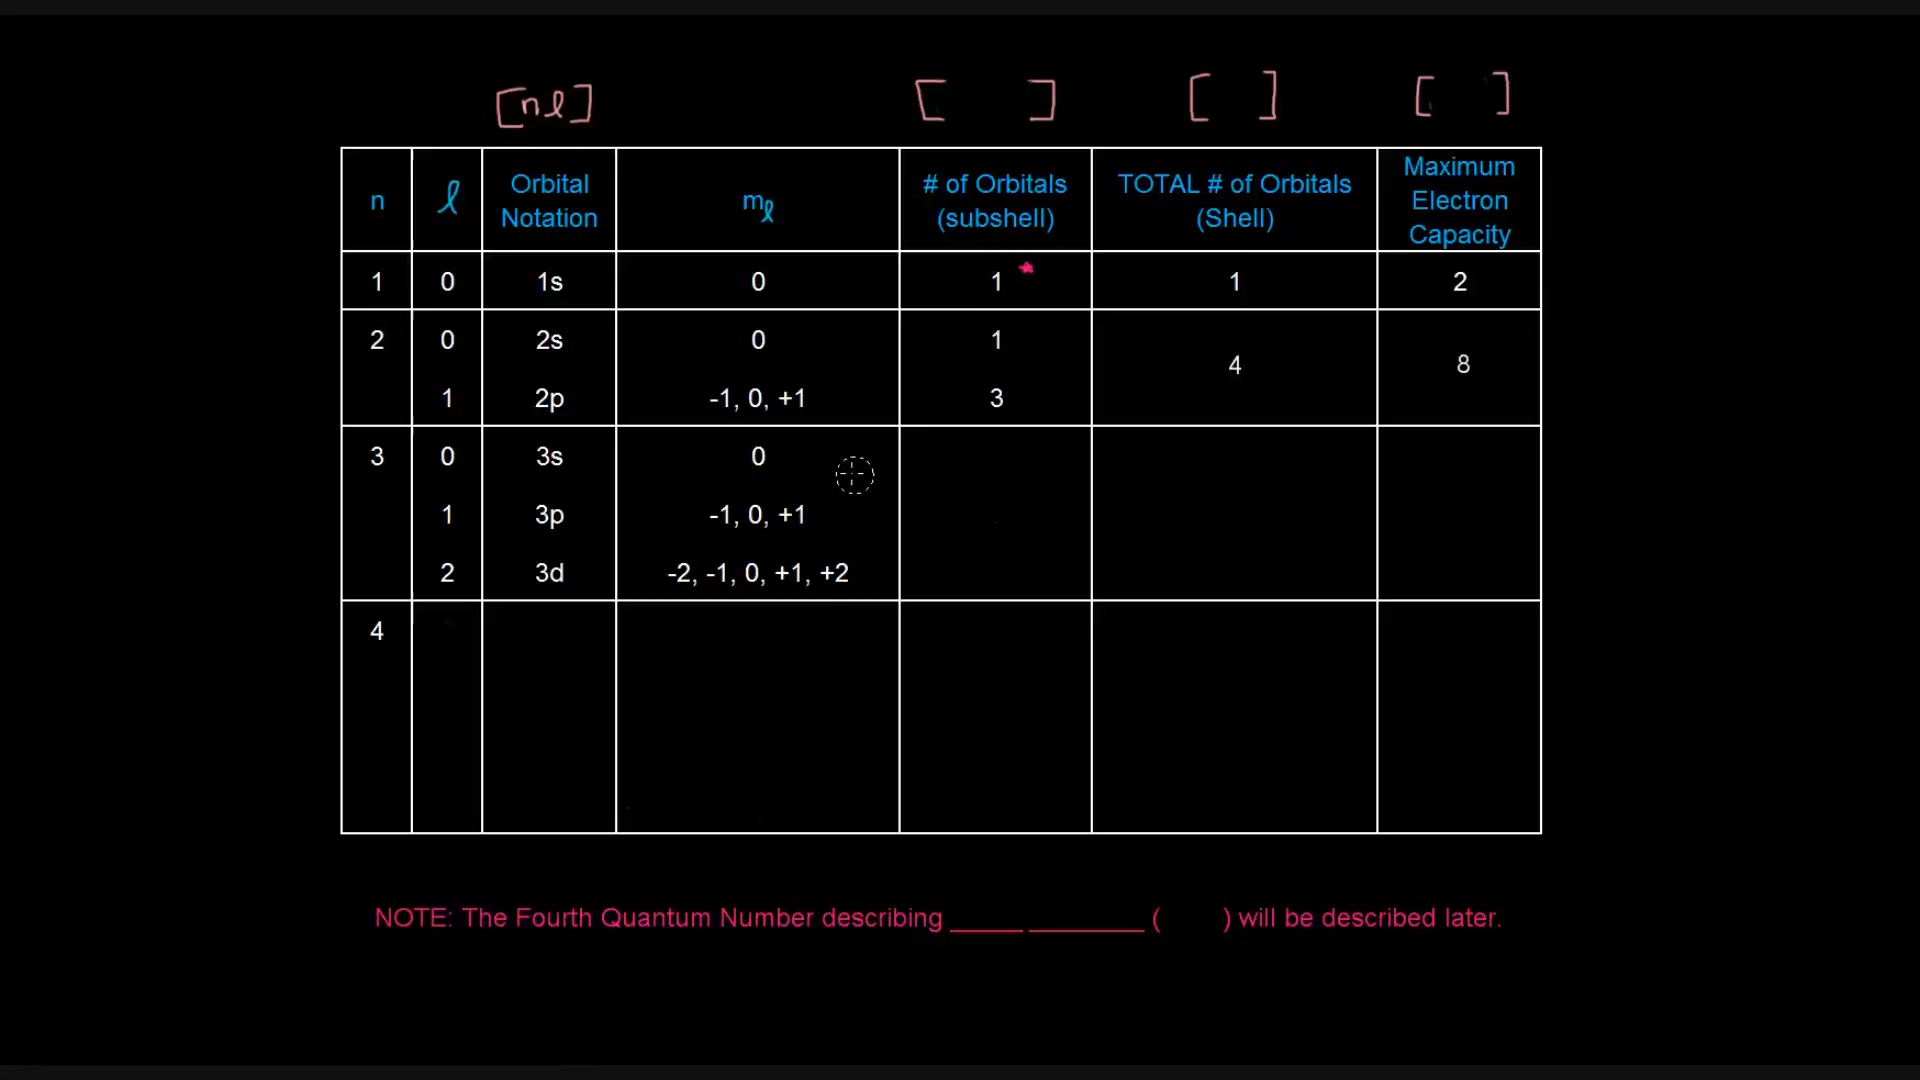 [nℓ] [ ] [ ] [ ]
n ℓ Orbital Notation mℓ # of Orbitals (subshell) TOTAL # of Orbitals (Shell) Maximum Electron Capacity
1 0 1s 0 1 * 1 2
2 0 2s 0 1 4 8
1 2p -1, 0, +1 3
3 0 3s 0
1 3p -1, 0, +1
2 3d -2, -1, 0, +1, +2
4
NOTE: The Fourth Quantum Number describing _____ ________ ( ) will be described later.